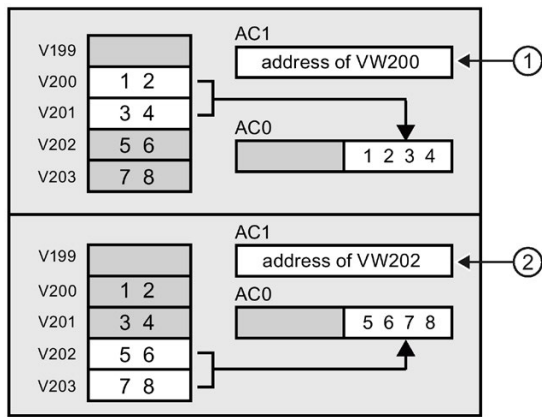 AC1
V199
address of VW200
1
V200
1 2
V201
3 4
AC0
V202
5 6
1 2 3 4
V203
7 8
AC1
V199
address of VW202
2
V200
1 2
AC0
V201
3 4
5 6 7 8
V202
5 6
V203
7 8